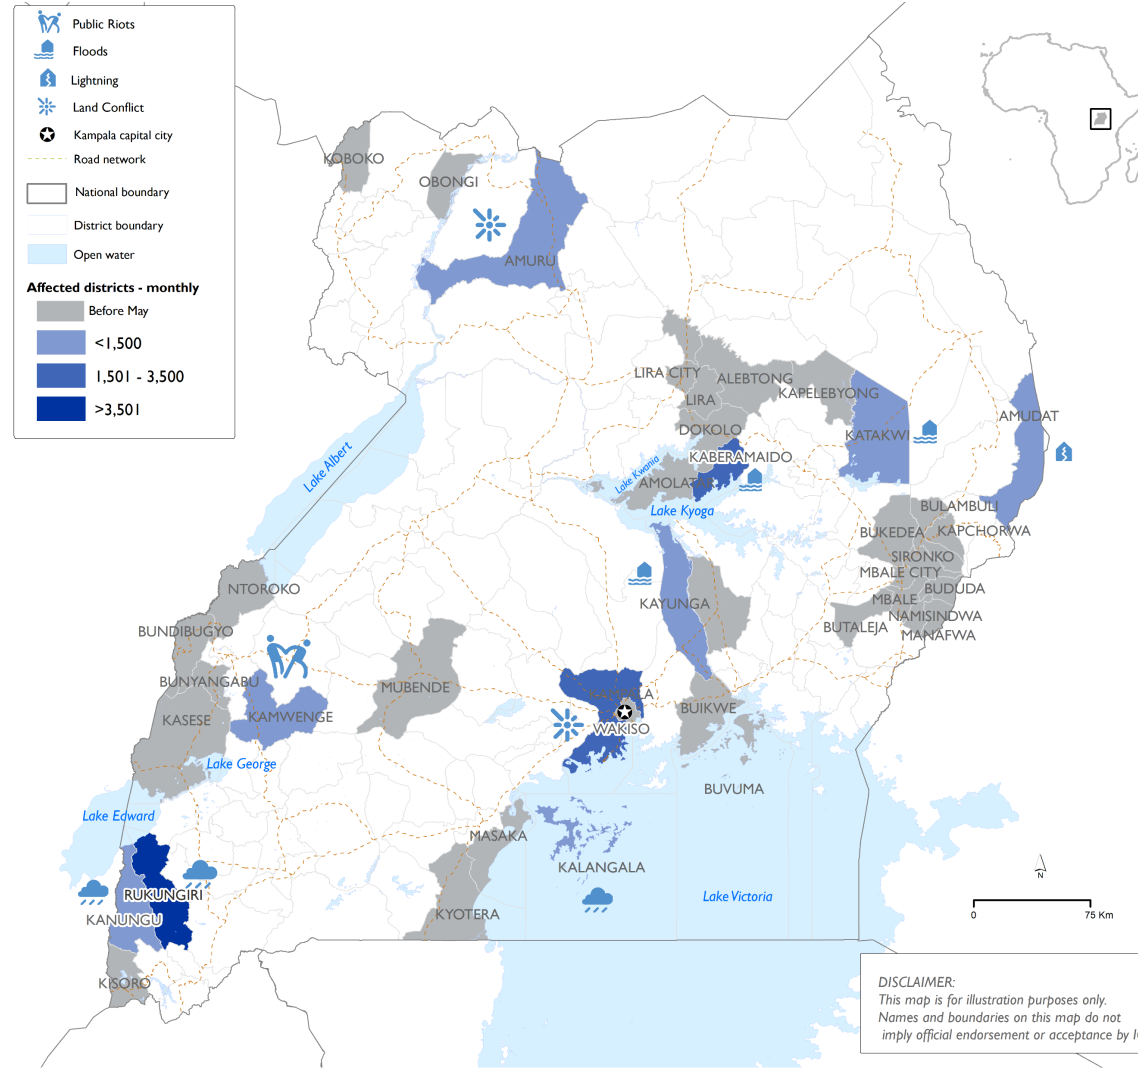 Public Riots
Floods
Lightning
Land Conflict
Kampala capital city
Road network
National boundary
District boundary
Open water
Affected districts - monthly
Before May
<1,500
1,501 - 3,500
>3,501
KOBOKO
OBONGI
AMURU
LIRA CITY
ALEBTONG
KAPELEBYONG
LIRA
DOKOLO
KATAKWI
AMUDAT
KABERAMAIDO
Lake Albert
Lake Kwania
AMOLATAR
Lake Kyoga
BULAMBULI
BUKEDEA
KAPCHORWA
SIRONKO
MBALE CITY
BUDUDA
MBALE
NAMISINDWA
BUTALEJA
MANAFWA
NTOROKO
KAYUNGA
BUNDIBUGYO
BUNYANGABU
MUBENDE
KAMPALA
KASESE
KAMWENGE
BUIKWE
WAKISO
Lake George
BUVUMA
Lake Edward
MASAKA
KALANGALA
RUKUNGIRI
Lake Victoria
KANUNGU
KYOTERA
KISORO
N
0
75 Km
DISCLAIMER:
This map is for illustration purposes only.
Names and boundaries on this map do not
imply official endorsement or acceptance by